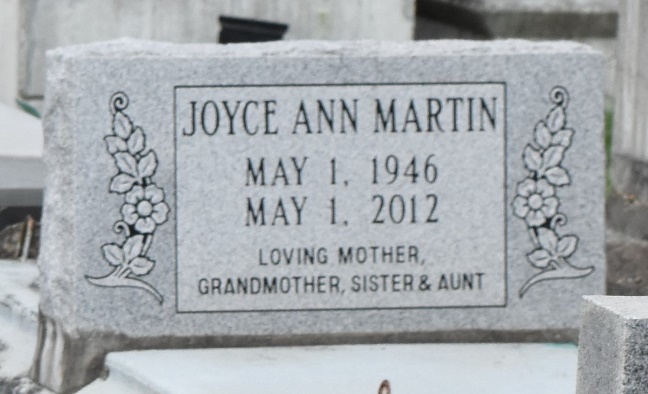 JOYCE ANN MARTIN
MAY 1, 1946
MAY 1, 2012
LOVING MOTHER,
GRANDMOTHER, SISTER & AUNT